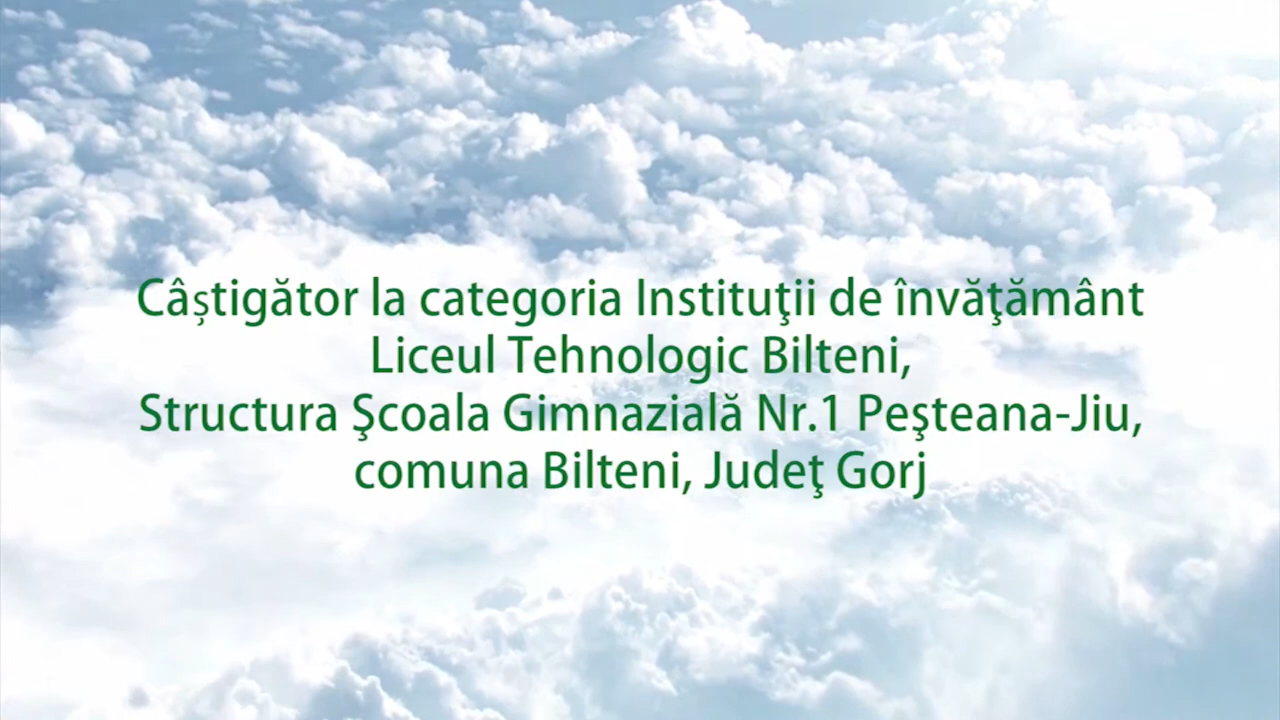 Câștigător la categoria Instituţii de învăţământ
Liceul Tehnologic Bilteni,
Structura Şcoala Gimnazială Nr.1 Peşteana-Jiu,
comuna Bilteni, Judeţ Gorj